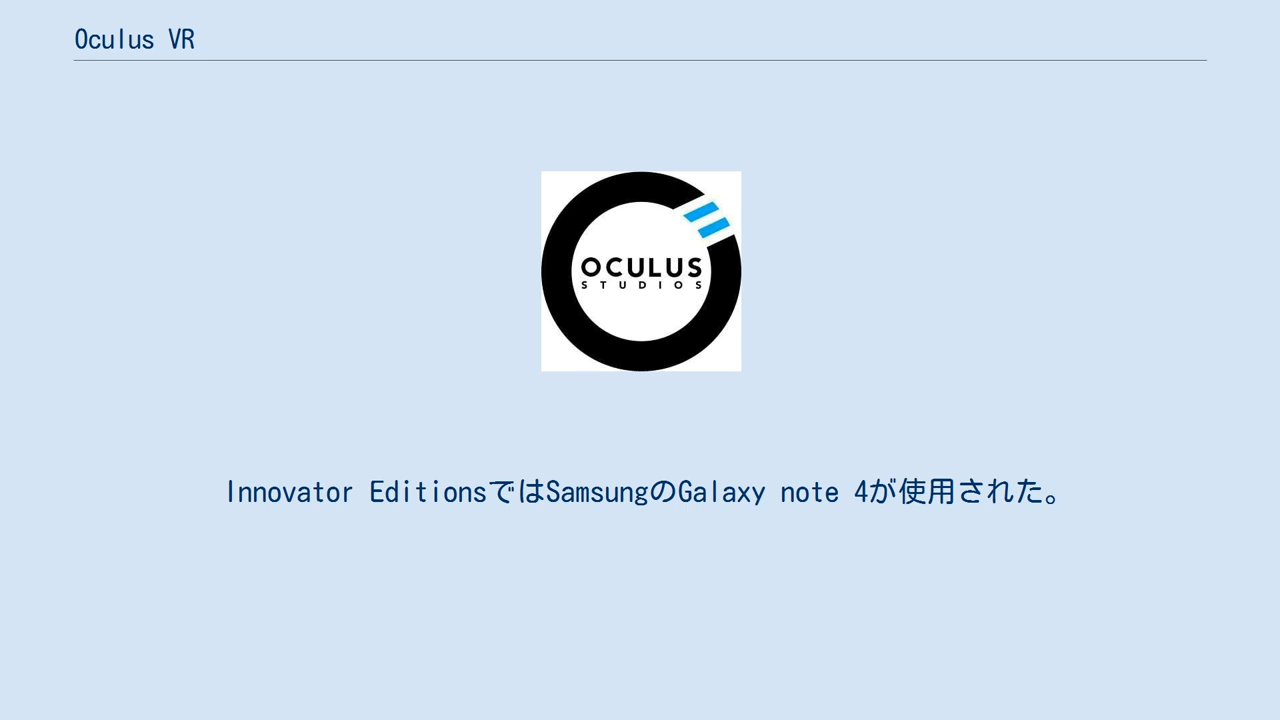 Oculus VR
OCULUS
STUDIOS
Innovator EditionsではSamsungのGalaxy note 4が使用された。